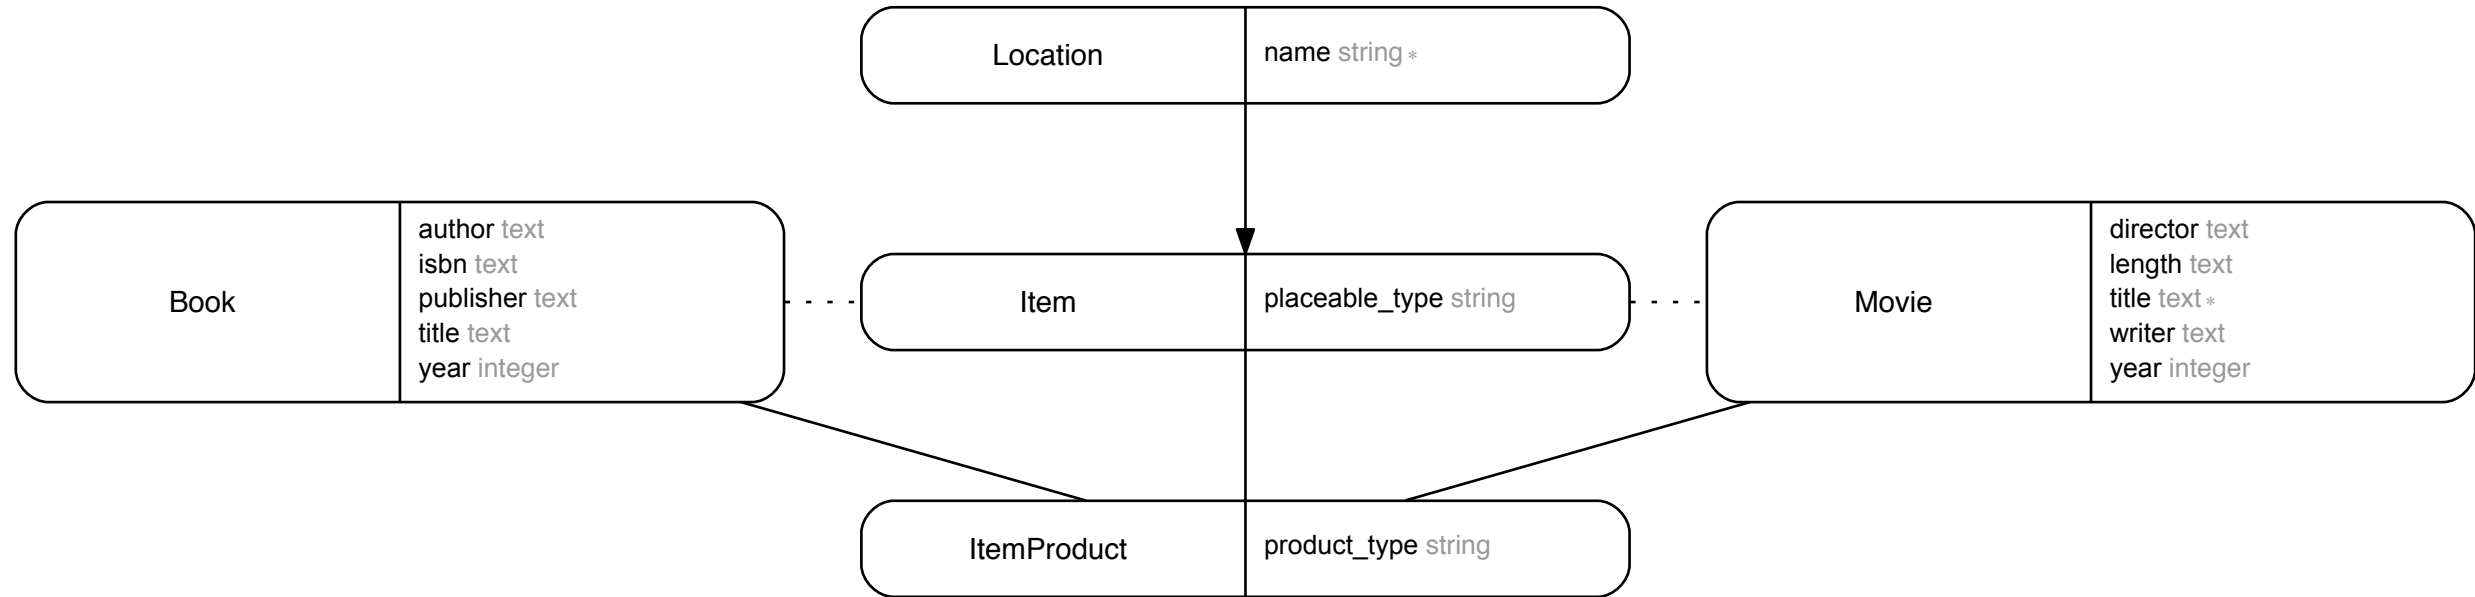 Location
name string *
Book
author text
isbn text
publisher text
title text
year integer
Item
placeable_type string
Movie
director text
length text
title text *
writer text
year integer
ItemProduct
product_type string